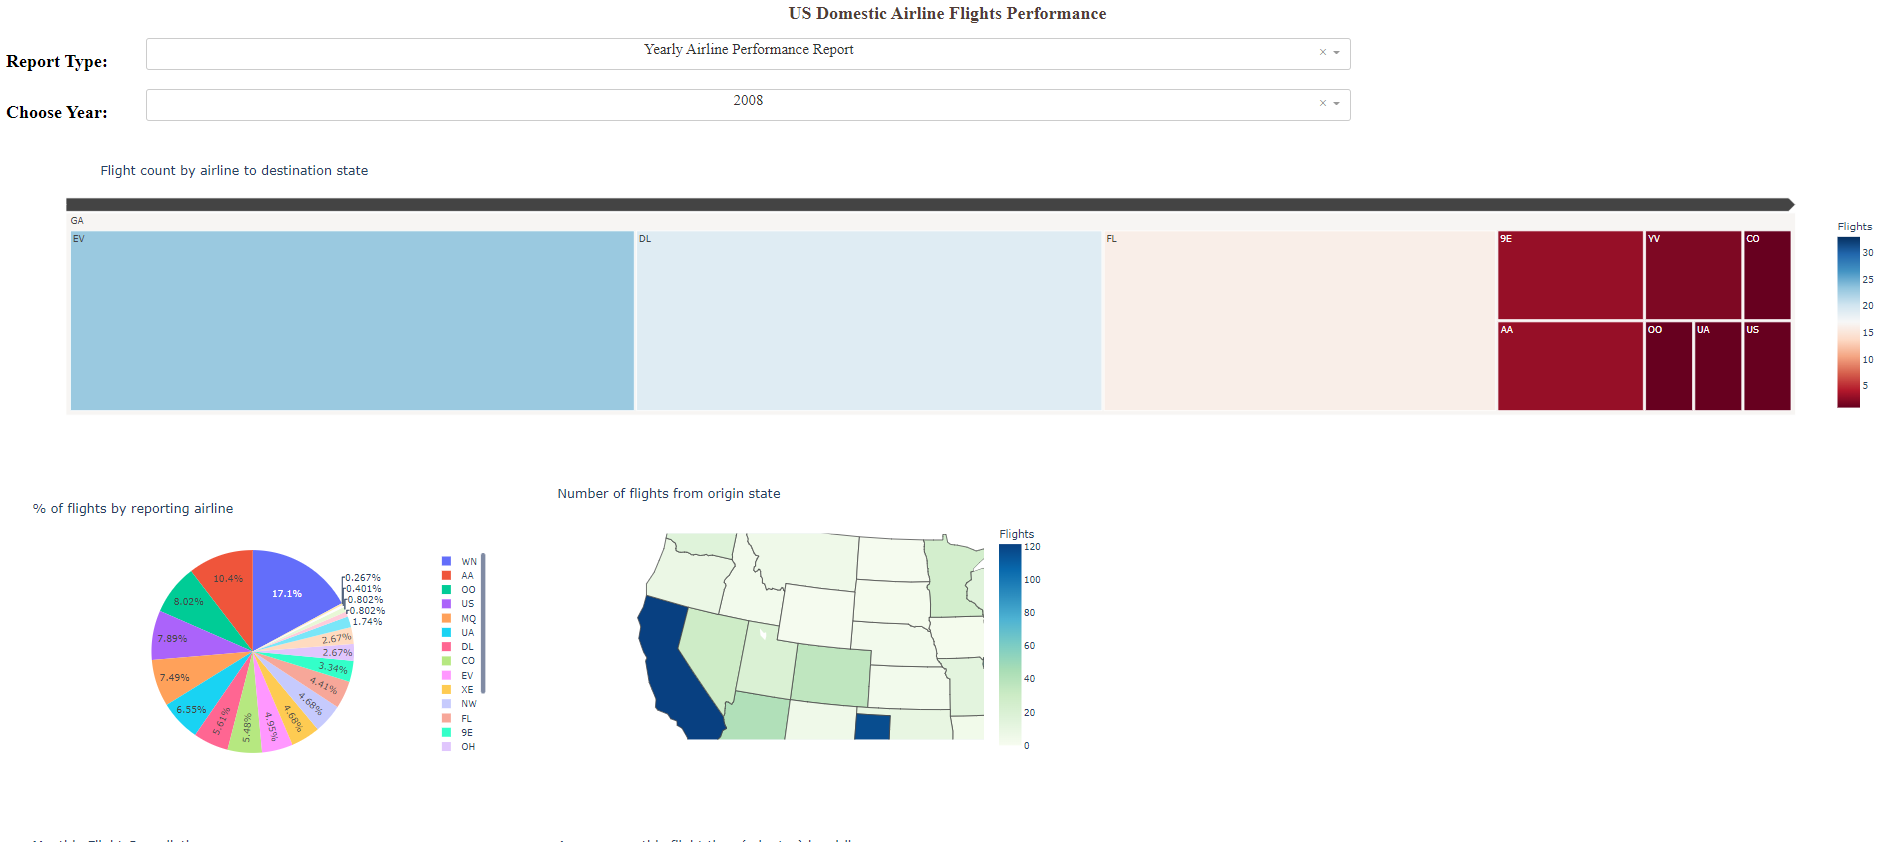 US Domestic Airline Flights Performance
Report Type:
Yearly Airline Performance Report
Choose Year:
2008
Flight count by airline to destination state
GA
EV
DL
FL
9E
YV
CO
AA
OO
UA
US
Flights
30
25
20
15
10
5
% of flights by reporting airline
17.1%
10.4%
8.02%
7.89%
7.49%
6.55%
5.61%
5.48%
4.95%
4.68%
4.68%
4.41%
3.34%
2.67%
2.67%
1.74%
0.802%
0.802%
0.401%
0.267%
WN
AA
OO
US
MQ
UA
DL
CO
EV
XE
NW
FL
9E
OH
Number of flights from origin state
Flights
120
100
80
60
40
20
0